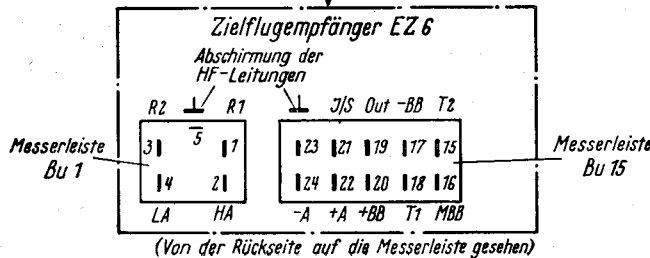 Zielflugempfänger EZ 6
Abschirmung der
HF-Leitungen
R2 R1 J/S Out -BB T2
5
3 1 23 21 19 17 15
Messerleiste
Bu 1
Messerleiste
Bu 15
4 2 24 22 20 18 16
LA HA -A +A +BB T1 MBB
(Von der Rückseite auf die Messerleiste gesehen)